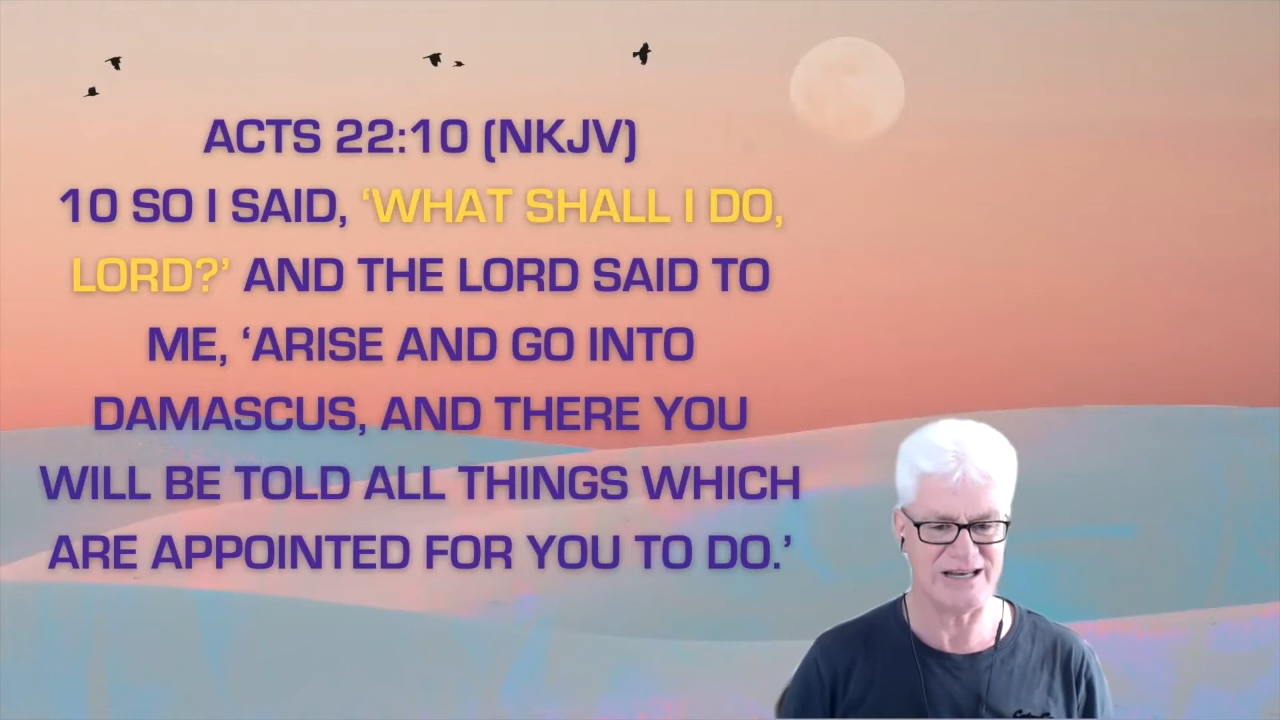 ACTS 22:10 (NKJV)
10 SO I SAID, ‘WHAT SHALL I DO,
LORD?’ AND THE LORD SAID TO
ME, ‘ARISE AND GO INTO
DAMASCUS, AND THERE YOU
WILL BE TOLD ALL THINGS WHICH
ARE APPOINTED FOR YOU TO DO.’